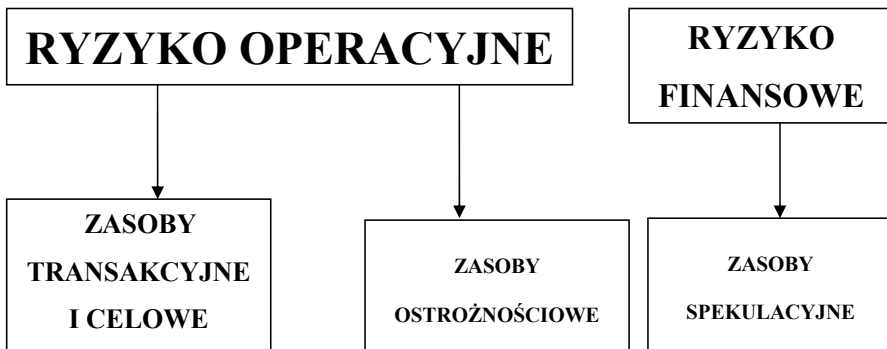 RYZYKO OPERACYJNE
RYZYKO
FINANSOWE
ZASOBY
TRANSAKCYJNE
I CELOWE
ZASOBY
OSTROŻNOŚCIOWE
ZASOBY
SPEKULACYJNE